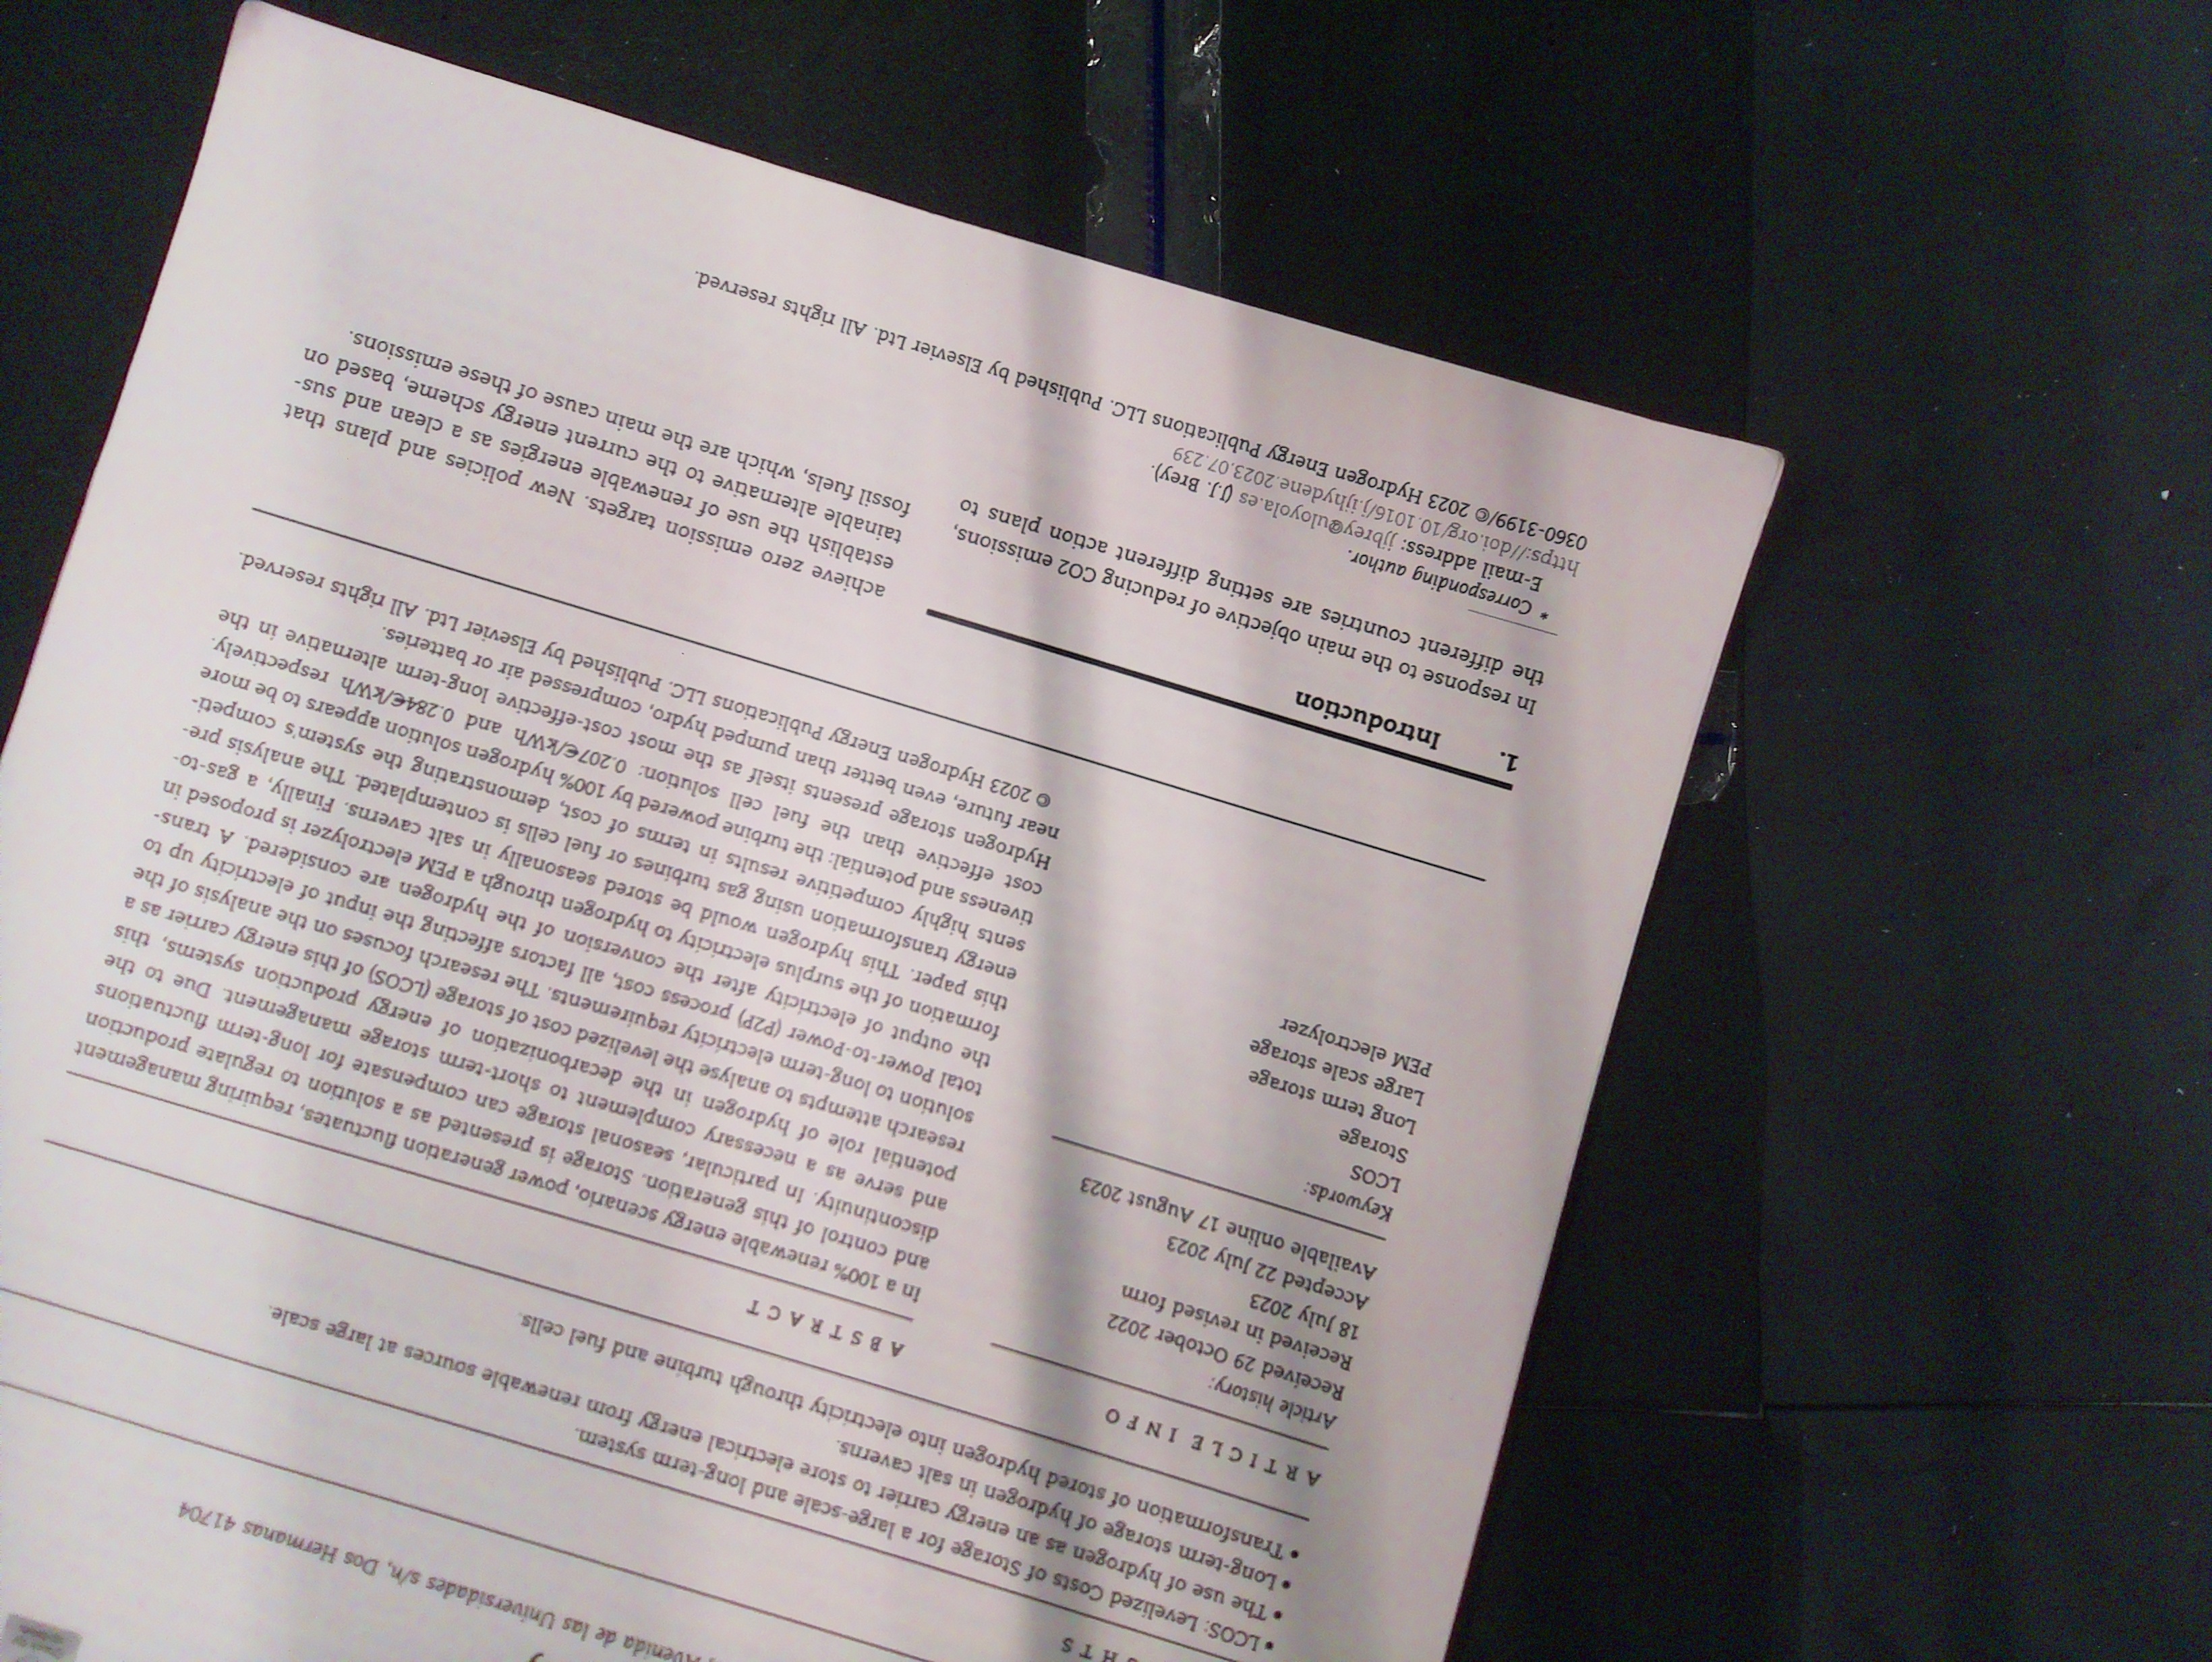 Avenida de las Universidades s/n, Dos Hermanas 41704
H T S
• LCOS: Levelized Costs of Storage for a large-scale and long-term system.
• The use of hydrogen as an energy carrier to store electrical energy from renewable sources at large scale.
• Long-term storage of hydrogen in salt caverns.
• Transformation of stored hydrogen into electricity through turbine and fuel cells.
A R T I C L E I N F O
Article history:
Received 29 October 2022
Received in revised form
18 July 2023
Accepted 22 July 2023
Available online 17 August 2023
Keywords:
LCOS
Storage
Long term storage
Large scale storage
PEM electrolyzer
A B S T R A C T
In a 100% renewable energy scenario, power generation fluctuates, requiring management
and control of this generation. Storage is presented as a solution to regulate production
discontinuity. In particular, seasonal storage can compensate for long-term fluctuations
and serve as a necessary complement to short-term storage management. Due to the
potential role of hydrogen in the decarbonization of energy production systems, this
research attempts to analyse the levelized cost of storage (LCOS) of this energy carrier as a
solution to long-term electricity requirements. The research focuses on the analysis of the
total Power-to-Power (P2P) process cost, all factors affecting the input of electricity up to
the output of electricity after the conversion of the hydrogen are considered. A trans-
formation of the surplus electricity to hydrogen through a PEM electrolyzer is proposed in
this paper. This hydrogen would be stored seasonally in salt caverns. Finally, a gas-to-
energy transformation using gas turbines or fuel cells is contemplated. The analysis pre-
sents highly competitive results in terms of cost, demonstrating the system's competi-
tiveness and potential: the turbine powered by 100% hydrogen solution appears to be more
cost effective than the fuel cell solution: 0.207€/kWh and 0.284€/kWh respectively.
Hydrogen storage presents itself as the most cost-effective long-term alternative in the
near future, even better than pumped hydro, compressed air or batteries.
© 2023 Hydrogen Energy Publications LLC. Published by Elsevier Ltd. All rights reserved.
1. Introduction
In response to the main objective of reducing CO2 emissions,
the different countries are setting different action plans to
achieve zero emission targets. New policies and plans that
establish the use of renewable energies as a clean and sus-
tainable alternative to the current energy scheme, based on
fossil fuels, which are the main cause of these emissions.
* Corresponding author.
E-mail address: jjbrey@uloyola.es (J.J. Brey).
https://doi.org/10.1016/j.ijhydene.2023.07.239
0360-3199/© 2023 Hydrogen Energy Publications LLC. Published by Elsevier Ltd. All rights reserved.